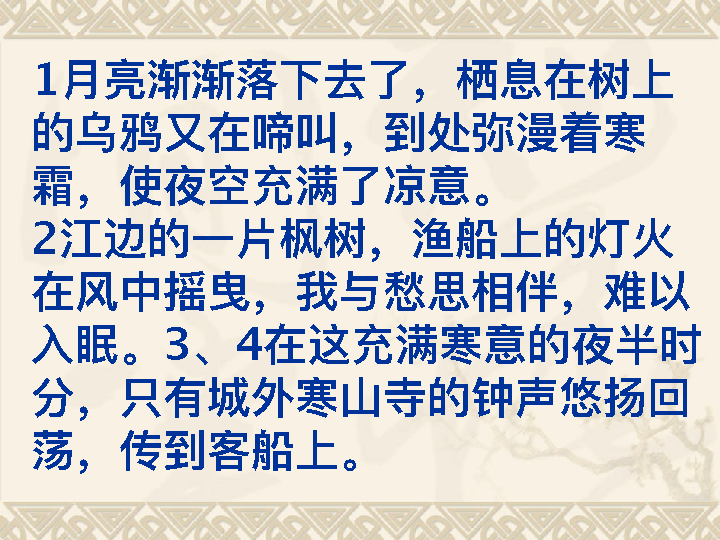 1月亮渐渐落下去了，栖息在树上
的乌鸦又在啼叫，到处弥漫着寒
霜，使夜空充满了凉意。
2江边的一片枫树，渔船上的灯火
在风中摇曳，我与愁思相伴，难以
入眠。3、4在这充满寒意的夜半时
分，只有城外寒山寺的钟声悠扬回
荡，传到客船上。